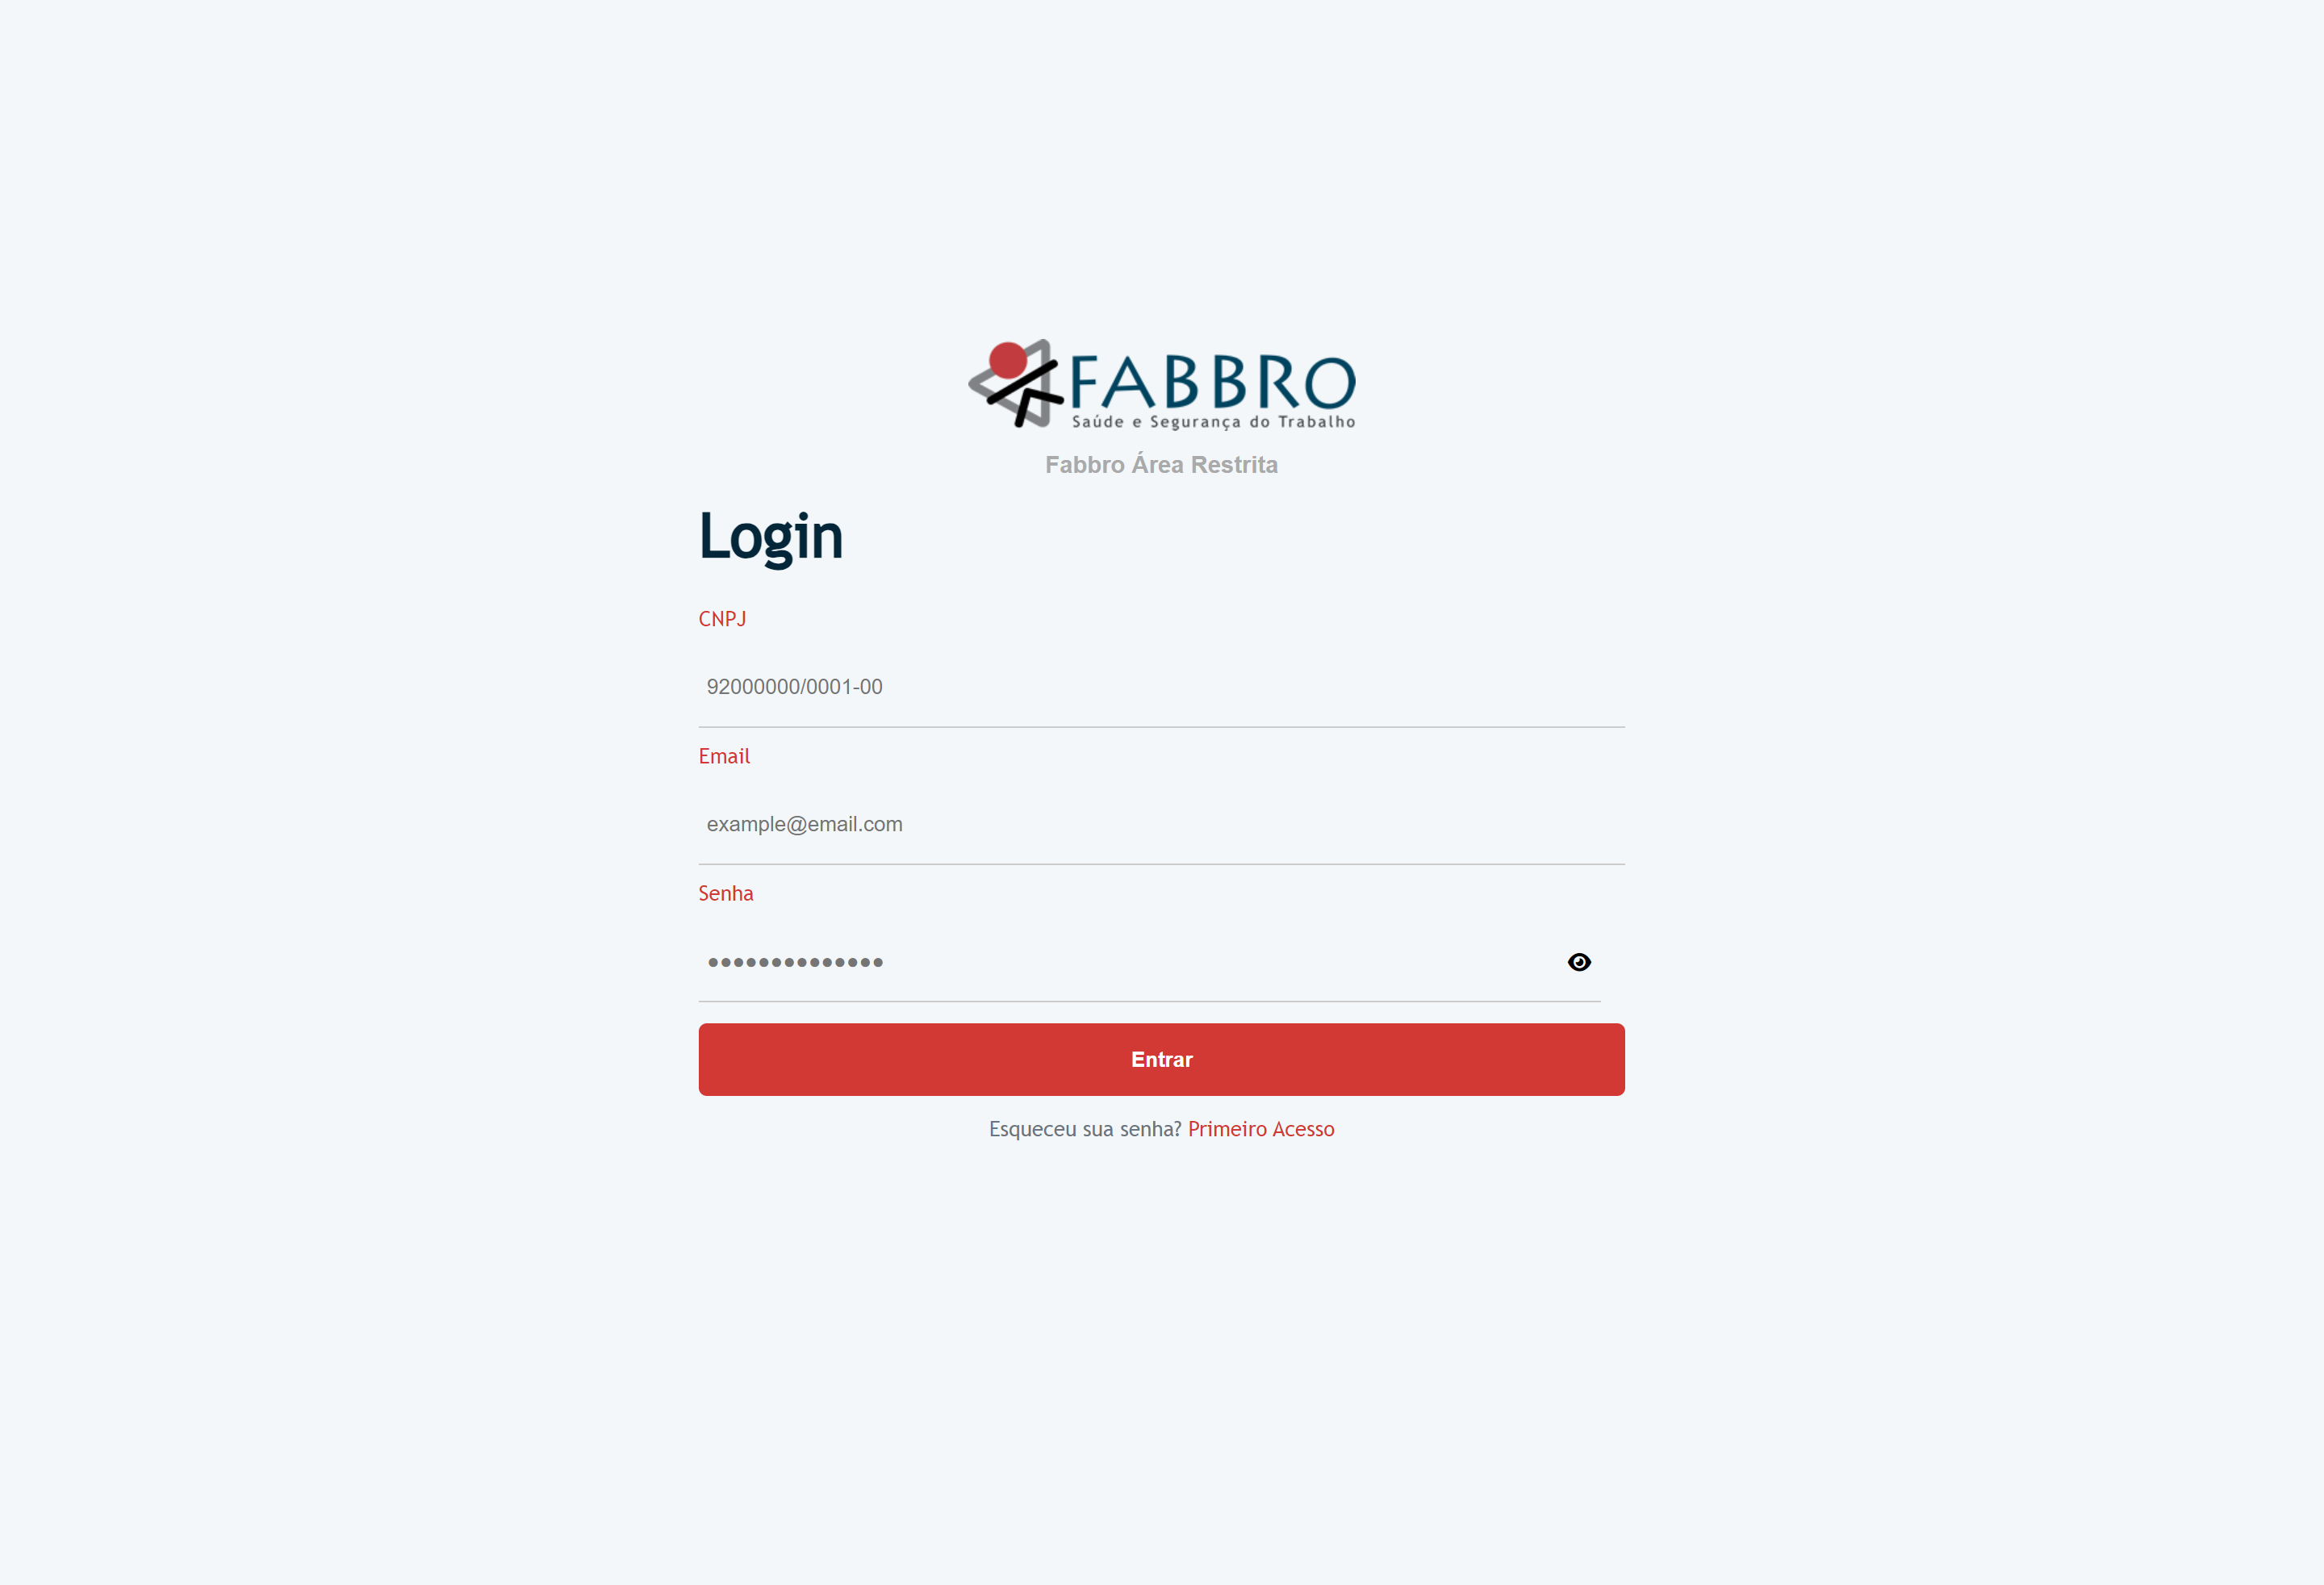 FABBRO
Saúde e Segurança do Trabalho
Fabbro Área Restrita
Login
CNPJ
92000000/0001-00
Email
example@email.com
Senha
••••••••••••••
Entrar
Esqueceu sua senha? Primeiro Acesso